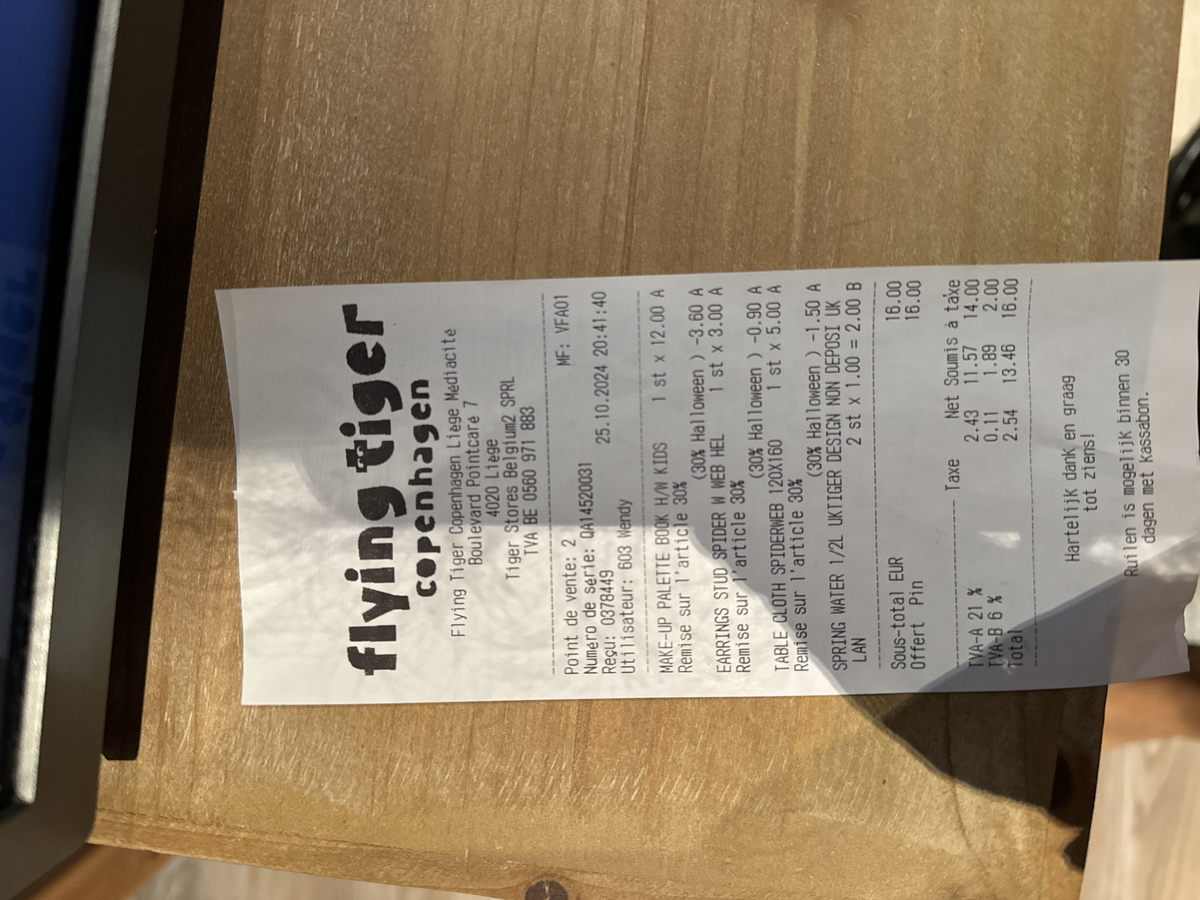 flying tiger
copenhagen
Flying Tiger Copenhagen Liège Médiacité
Boulevard Pointcaré 7
4020 Liège
Tiger Stores Belgium2 SPRL
TVA BE 0560 971 883
Point de vente: 2 MF: VFA01
Numéro de série: QA14520031
Reçu: 0378449 25.10.2024 20:41:40
Utilisateur: 603 Wendy
MAKE-UP PALETTE BOOK H/W KIDS 1 st x 12.00 A
Remise sur l'article 30%
(30% Halloween ) -3.60 A
EARRINGS STUD SPIDER W WEB HEL 1 st x 3.00 A
Remise sur l'article 30%
(30% Halloween ) -0.90 A
TABLE CLOTH SPIDERWEB 120X160 1 st x 5.00 A
Remise sur l'article 30%
(30% Halloween ) -1.50 A
SPRING WATER 1/2L UKTIGER DESIGN NON DEPOSI UK
LAN 2 st x 1.00 = 2.00 B
Sous-total EUR 16.00
Offert Pin 16.00
Taxe Net Soumis à taxe
TVA-A 21 % 2.43 11.57 14.00
TVA-B 6 % 0.11 1.89 2.00
Total 2.54 13.46 16.00
Hartelijk dank en graag
tot ziens!
Ruilen is mogelijk binnen 30
dagen met kassabon.